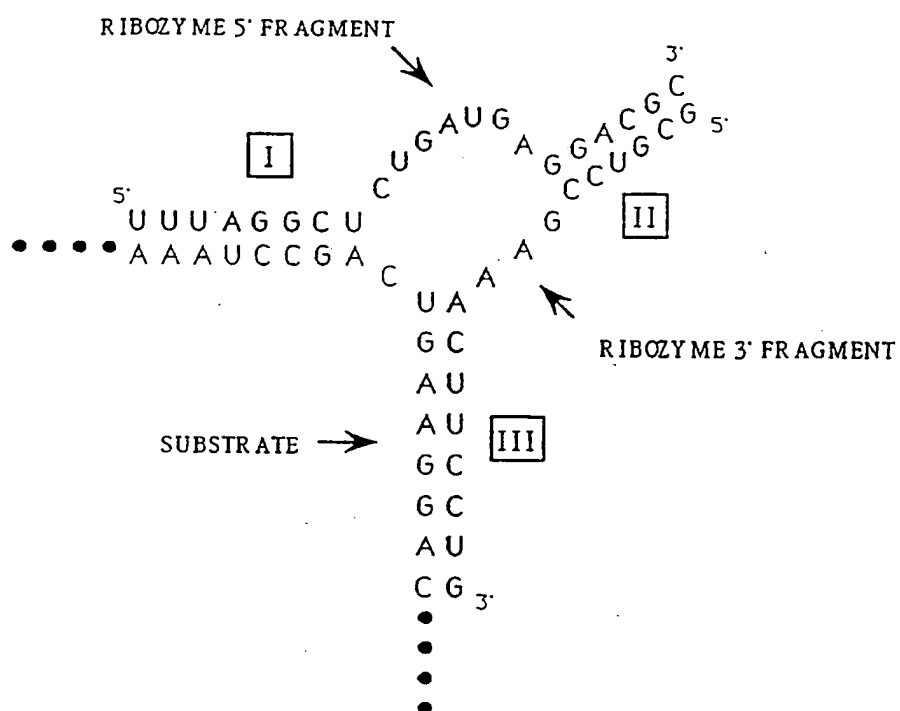 RIBOZYME 5' FRAGMENT
3'
5'
I
II
5'
U U U A G G C U
C U G A U G A
G G A C G C
A A A U C C G A
C
G C G U C C
G A A
U A
G C
A U
A U
G C
G C
A U
C G
3'
III
SUBSTRATE
RIBOZYME 3' FRAGMENT